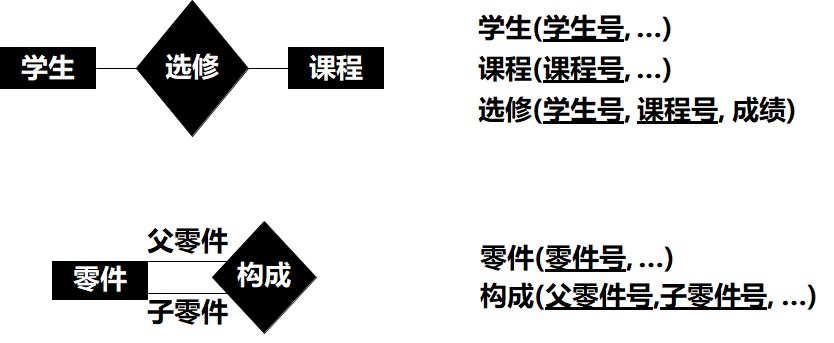 学生
选修
课程
学生(学生号, …)
课程(课程号, …)
选修(学生号, 课程号, 成绩)
父零件
零件
构成
子零件
零件(零件号, …)
构成(父零件号,子零件号, …)